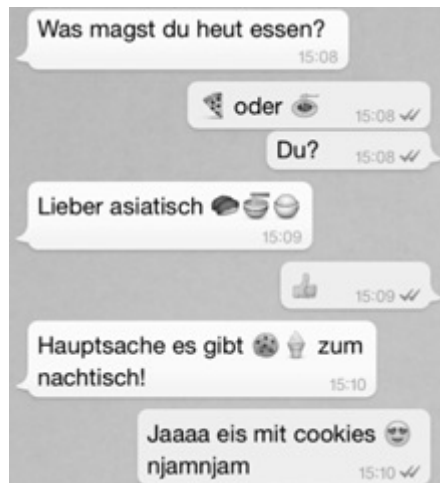 Was magst du heut essen?
15:08
🍕 oder 🍝 15:08
Du? 15:08
Lieber asiatisch 🍘🍜🍚
15:09
👍 15:09
Hauptsache es gibt 🍪🍦 zum
nachtisch!
15:10
Jaaaa eis mit cookies 😍
njamnjam
15:10